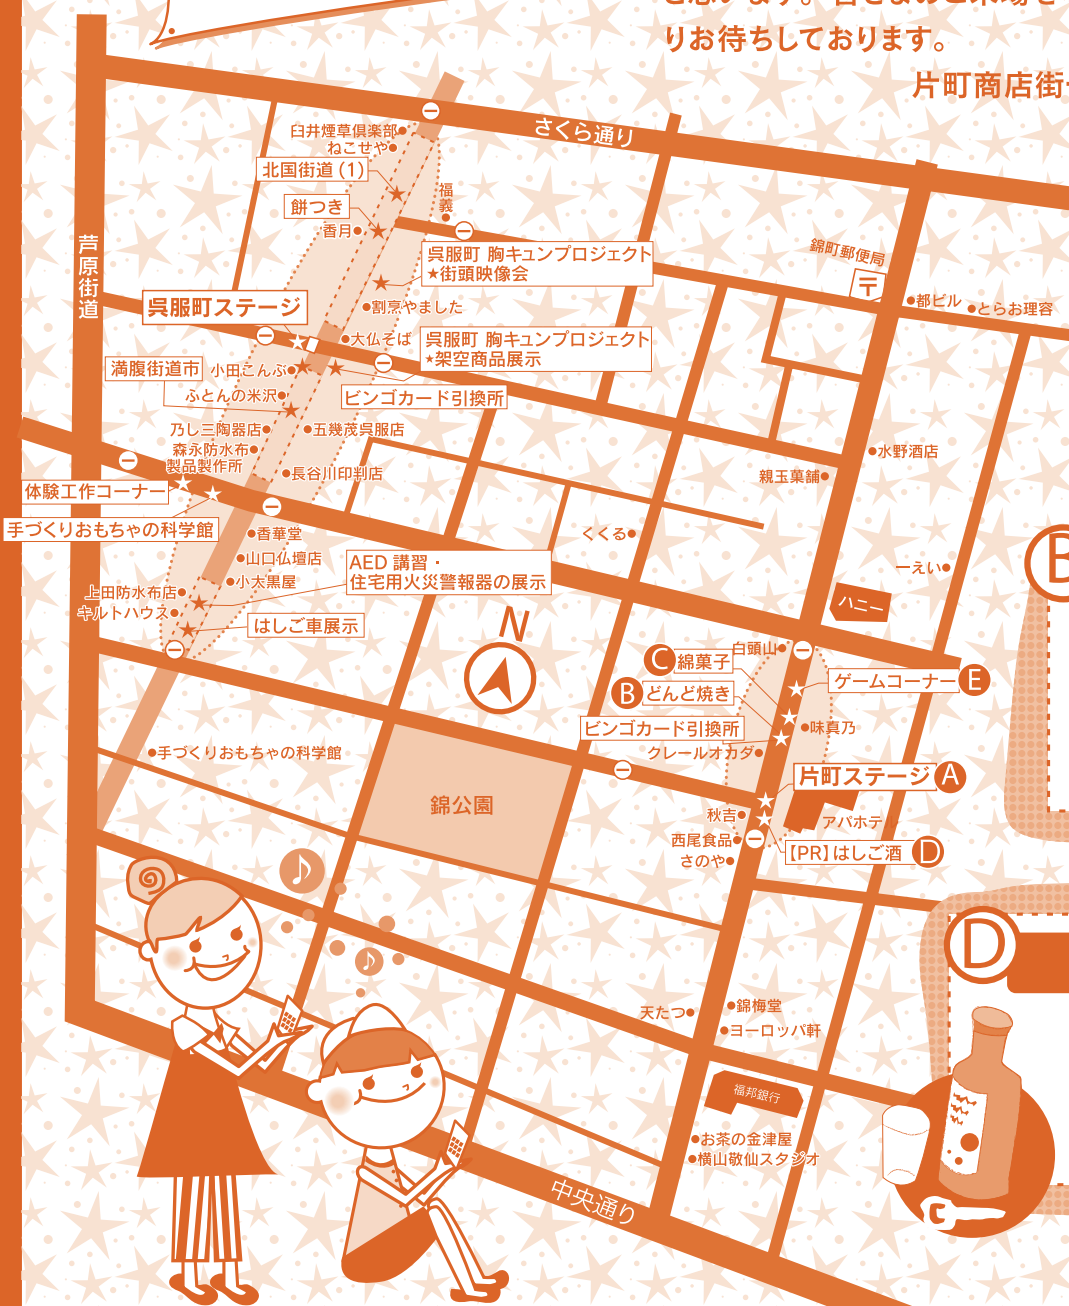 りお待ちしております。
片町商店街
さくら通り
臼井煙草倶楽部
ねこせや
北国街道（1）
福義
餅つき
香月
呉服町 胸キュンプロジェクト
★街頭映像会
錦町郵便局
〒
芦原街道
呉服町ステージ
割烹やました
都ビル
とらお理容
大仏そば
呉服町 胸キュンプロジェクト
★架空商品展示
満腹街道市
小田こんぶ
ふとんの米沢
ビンゴカード引換所
乃し三陶器店
五幾茂呉服店
森永防水布
製品製作所
水野酒店
長谷川印判店
親玉菓舗
体験工作コーナー
手づくりおもちゃの科学館
香華堂
くくる
山口仏壇店
AED 講習・
住宅用火災警報器の展示
小大黒屋
一えい
上田防水布店
キルトハウス
ハニー
はしご車展示
N
B
白頭山
C 綿菓子
ゲームコーナー E
B どんど焼き
ビンゴカード引換所
味真乃
手づくりおもちゃの科学館
クレールオカダ
片町ステージ A
錦公園
秋吉
アパホテル
西尾食品
【PR】はしご酒 D
さのや
D
天たつ
錦梅堂
ヨーロッパ軒
福邦銀行
お茶の金津屋
横山敬仙スタジオ
中央通り